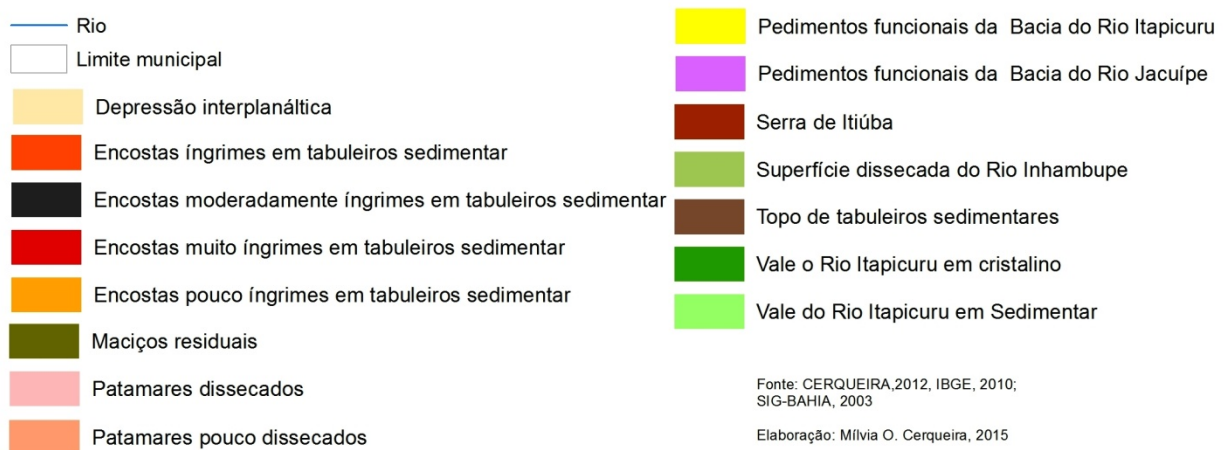 Rio
Limite municipal
Depressão interplanáltica
Encostas íngrimes em tabuleiros sedimentar
Encostas moderadamente íngrimes em tabuleiros sedimentar
Encostas muito íngrimes em tabuleiros sedimentar
Encostas pouco íngrimes em tabuleiros sedimentar
Maciços residuais
Patamares dissecados
Patamares pouco dissecados
Pedimentos funcionais da Bacia do Rio Itapicuru
Pedimentos funcionais da Bacia do Rio Jacuípe
Serra de Itiúba
Superfície dissecada do Rio Inhambupe
Topo de tabuleiros sedimentares
Vale o Rio Itapicuru em cristalino
Vale do Rio Itapicuru em Sedimentar
Fonte: CERQUEIRA,2012, IBGE, 2010;
SIG-BAHIA, 2003
Elaboração: Mílvia O. Cerqueira, 2015